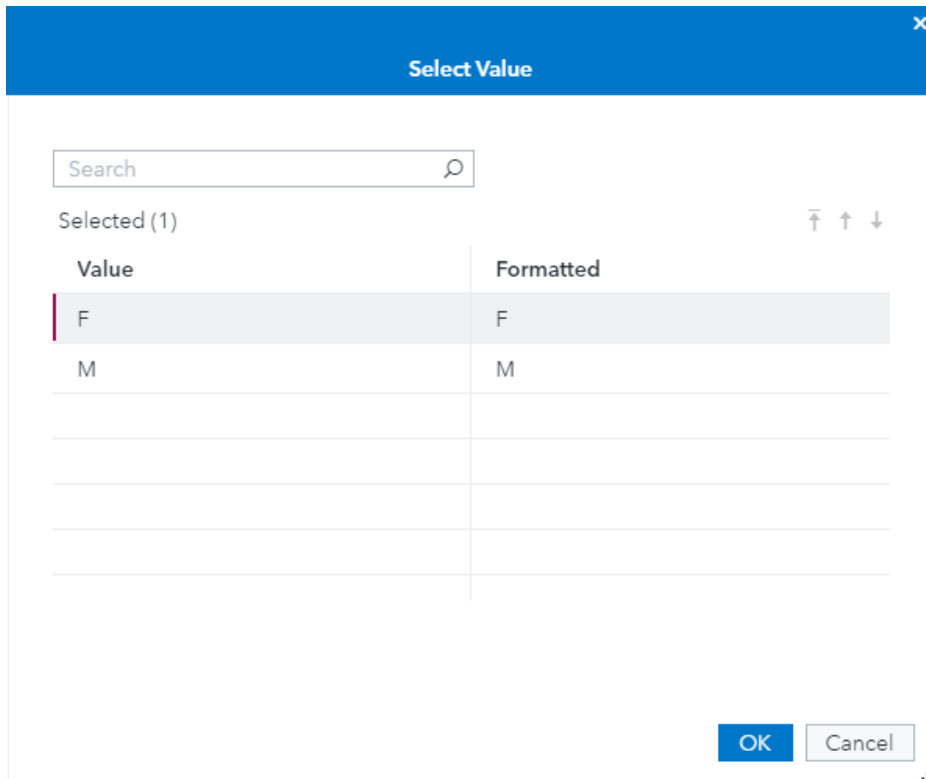 Select Value
Search
Selected (1)
Value Formatted
F F
M M
OK Cancel